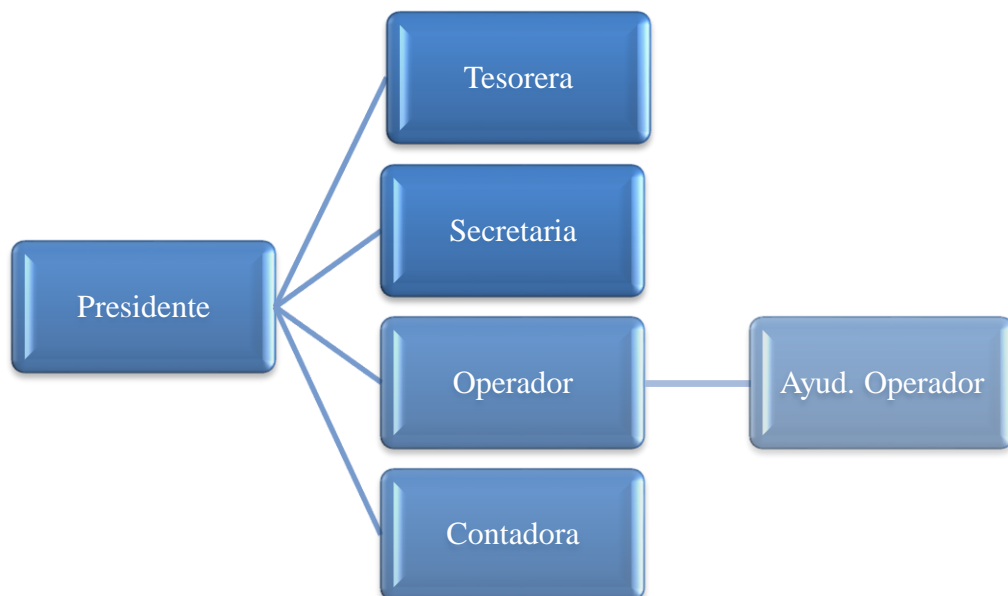 Tesorera
Secretaria
Presidente
Operador
Ayud. Operador
Contadora